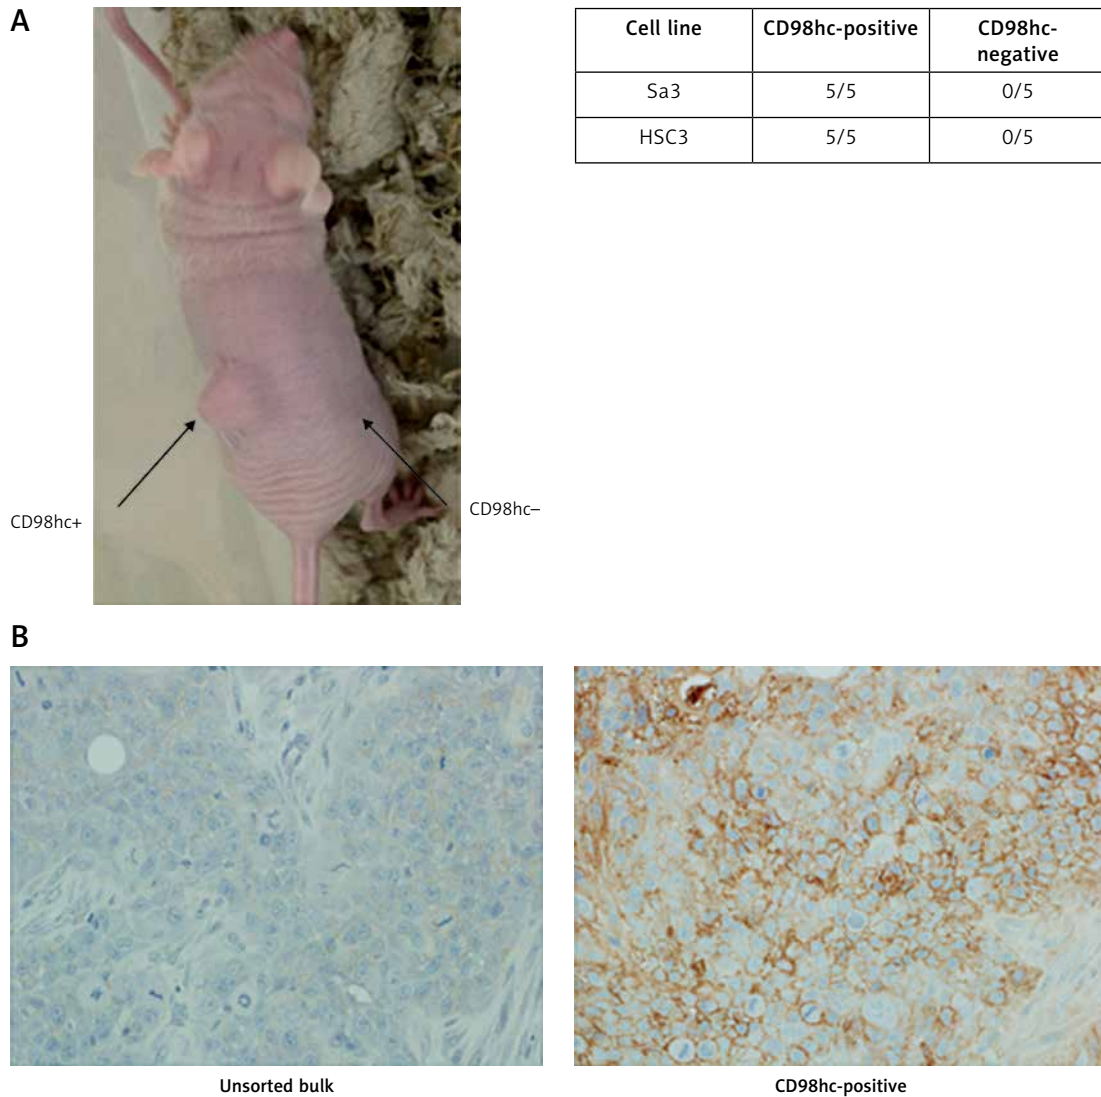 A
Cell line CD98hc-positive CD98hc-
negative
Sa3 5/5 0/5
HSC3 5/5 0/5
CD98hc+
CD98hc–
B
Unsorted bulk
CD98hc-positive